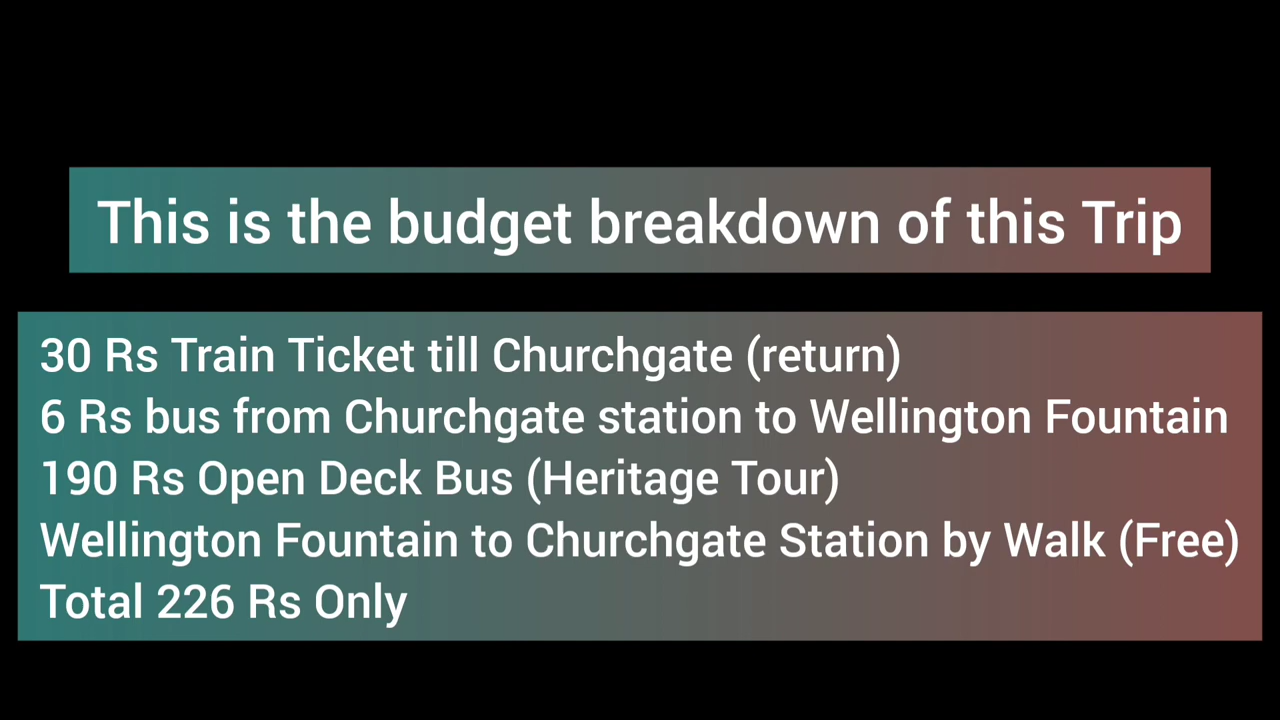 This is the budget breakdown of this Trip
30 Rs Train Ticket till Churchgate (return)
6 Rs bus from Churchgate station to Wellington Fountain
190 Rs Open Deck Bus (Heritage Tour)
Wellington Fountain to Churchgate Station by Walk (Free)
Total 226 Rs Only